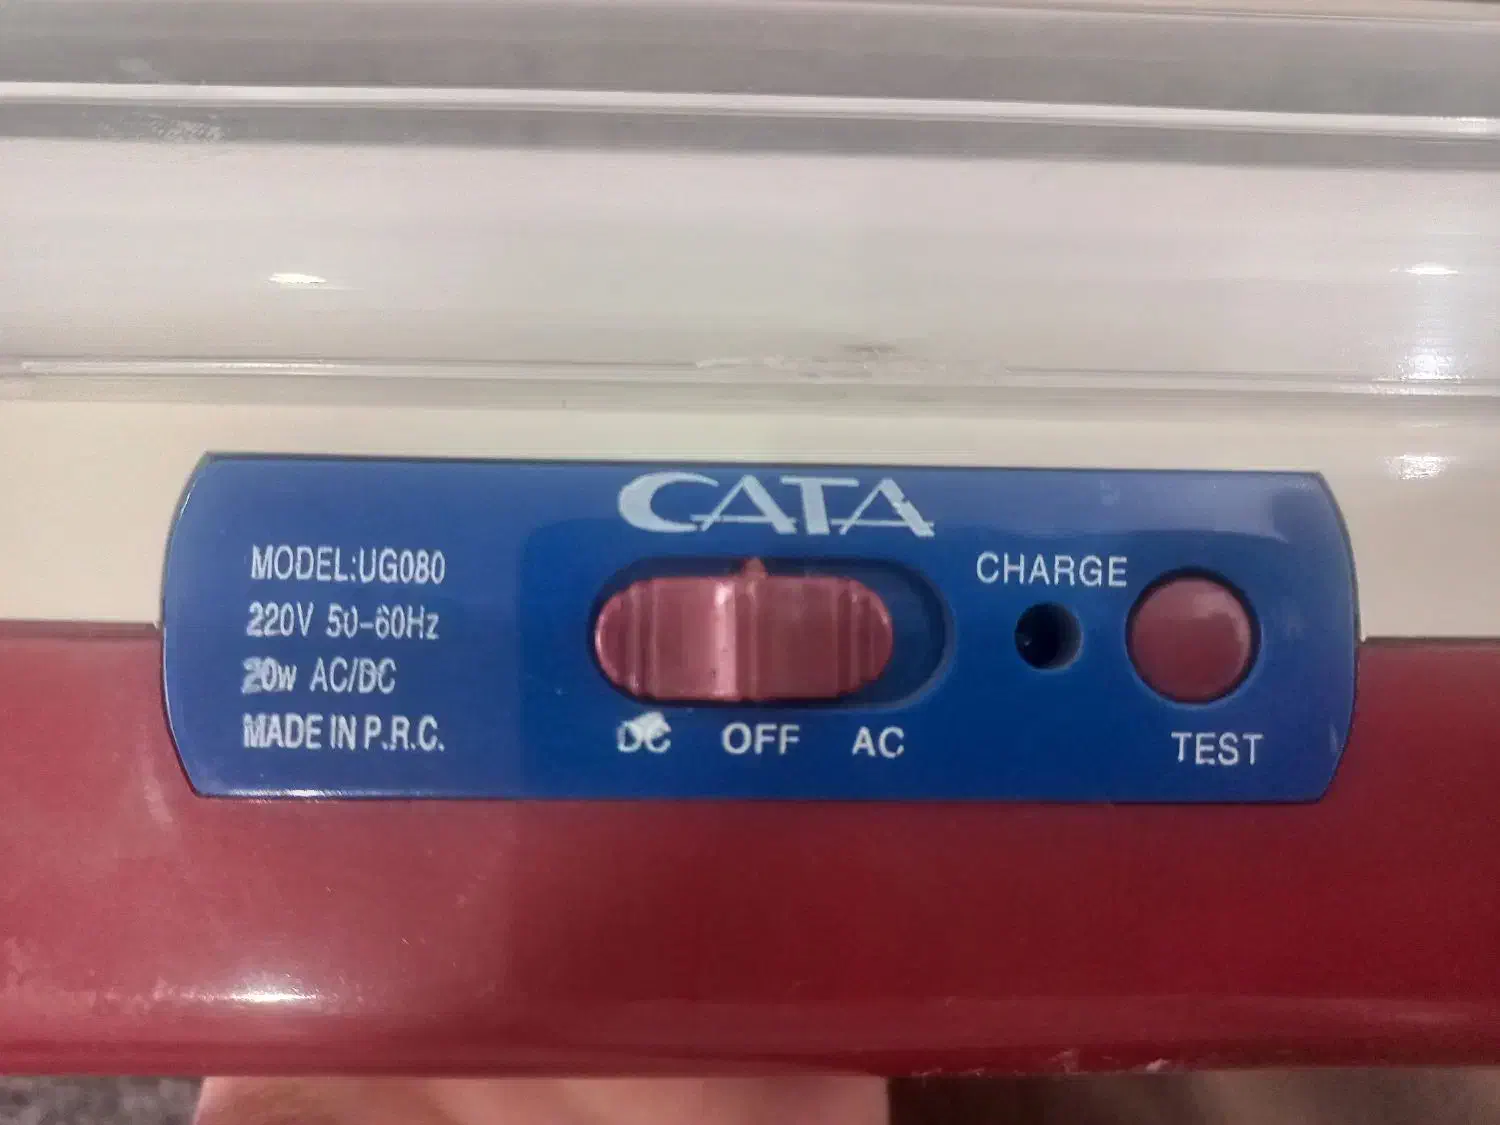 CATA
MODEL:UG080
220V 50-60Hz
20w AC/DC
MADE IN P.R.C.
DC OFF AC
CHARGE
TEST